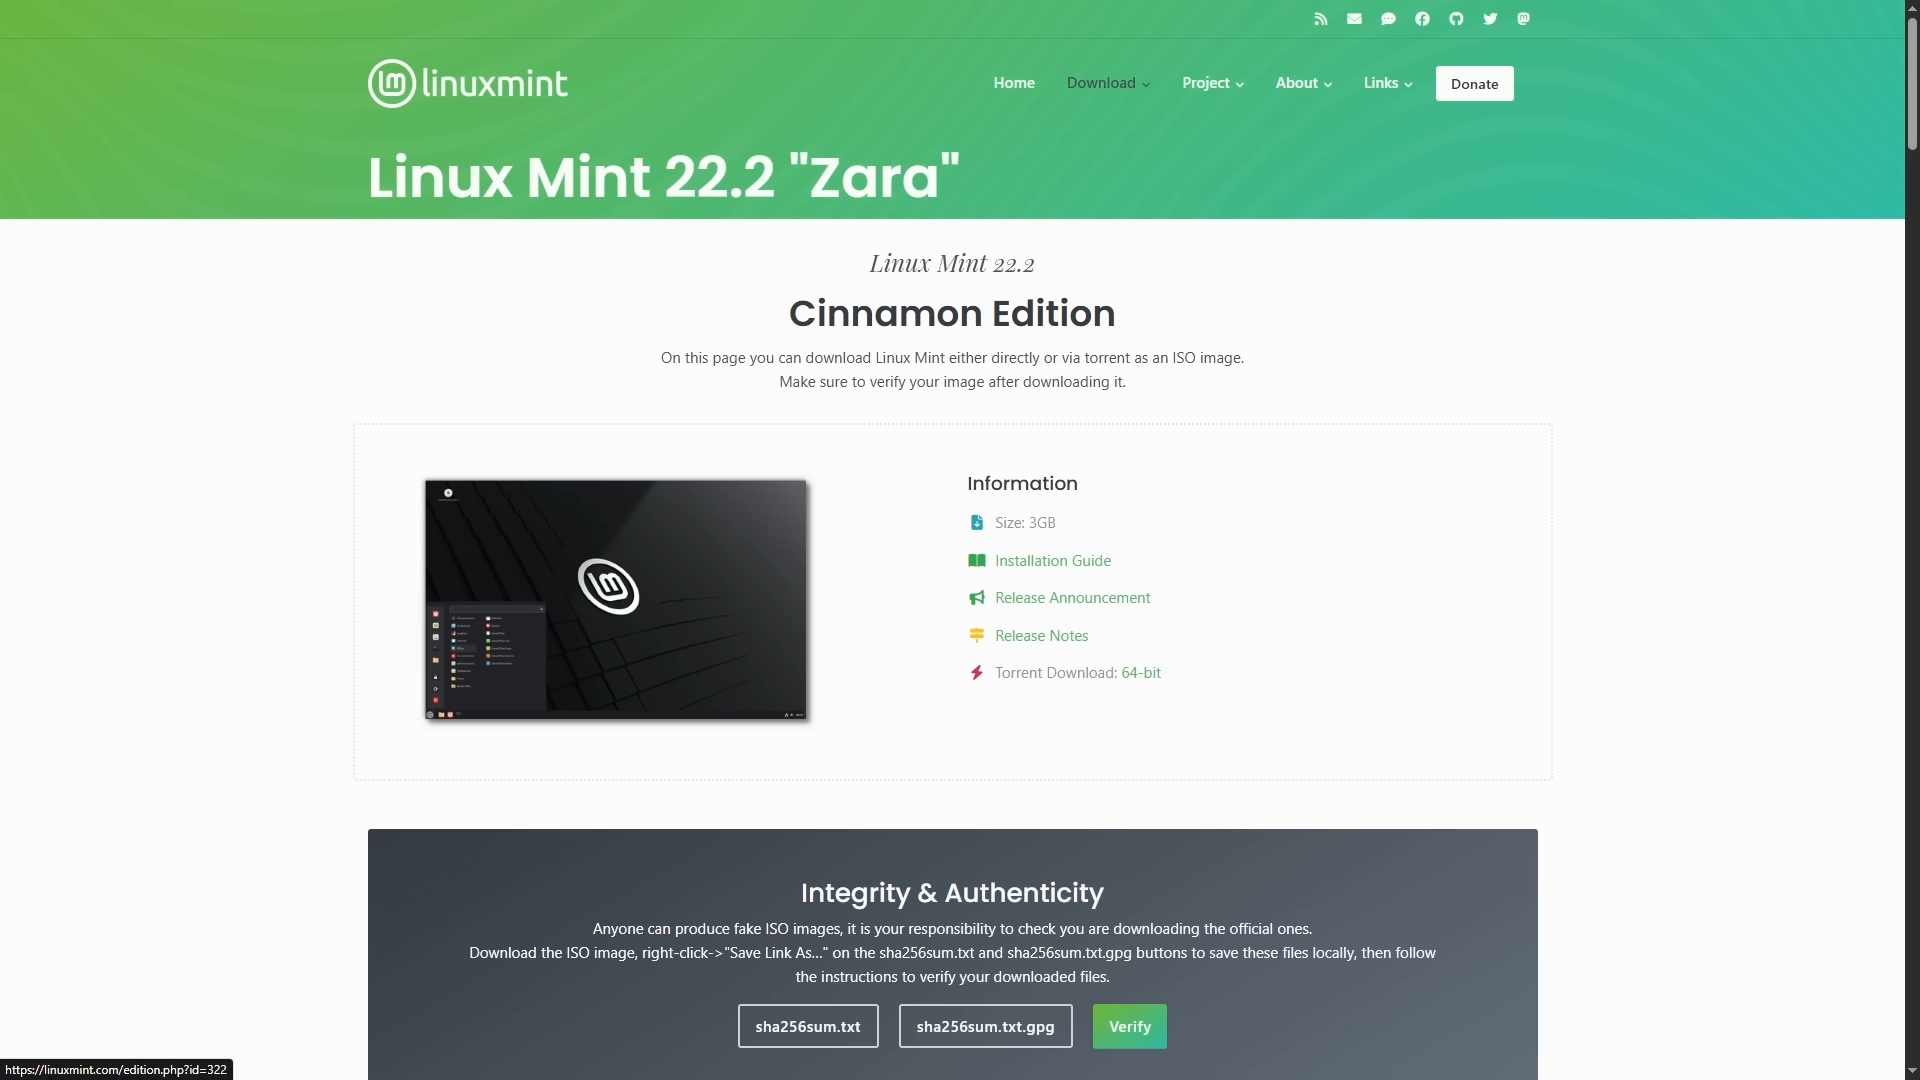 linuxmint
Home
Download
Project
About
Links
Donate
Linux Mint 22.2 "Zara"
Linux Mint 22.2
Cinnamon Edition
On this page you can download Linux Mint either directly or via torrent as an ISO image.
Make sure to verify your image after downloading it.
Information
Size: 3GB
Installation Guide
Release Announcement
Release Notes
Torrent Download: 64-bit
Integrity & Authenticity
Anyone can produce fake ISO images, it is your responsibility to check you are downloading the official ones.
Download the ISO image, right-click->"Save Link As..." on the sha256sum.txt and sha256sum.txt.gpg buttons to save these files locally, then follow
the instructions to verify your downloaded files.
sha256sum.txt
sha256sum.txt.gpg
Verify
https://linuxmint.com/edition.php?id=322